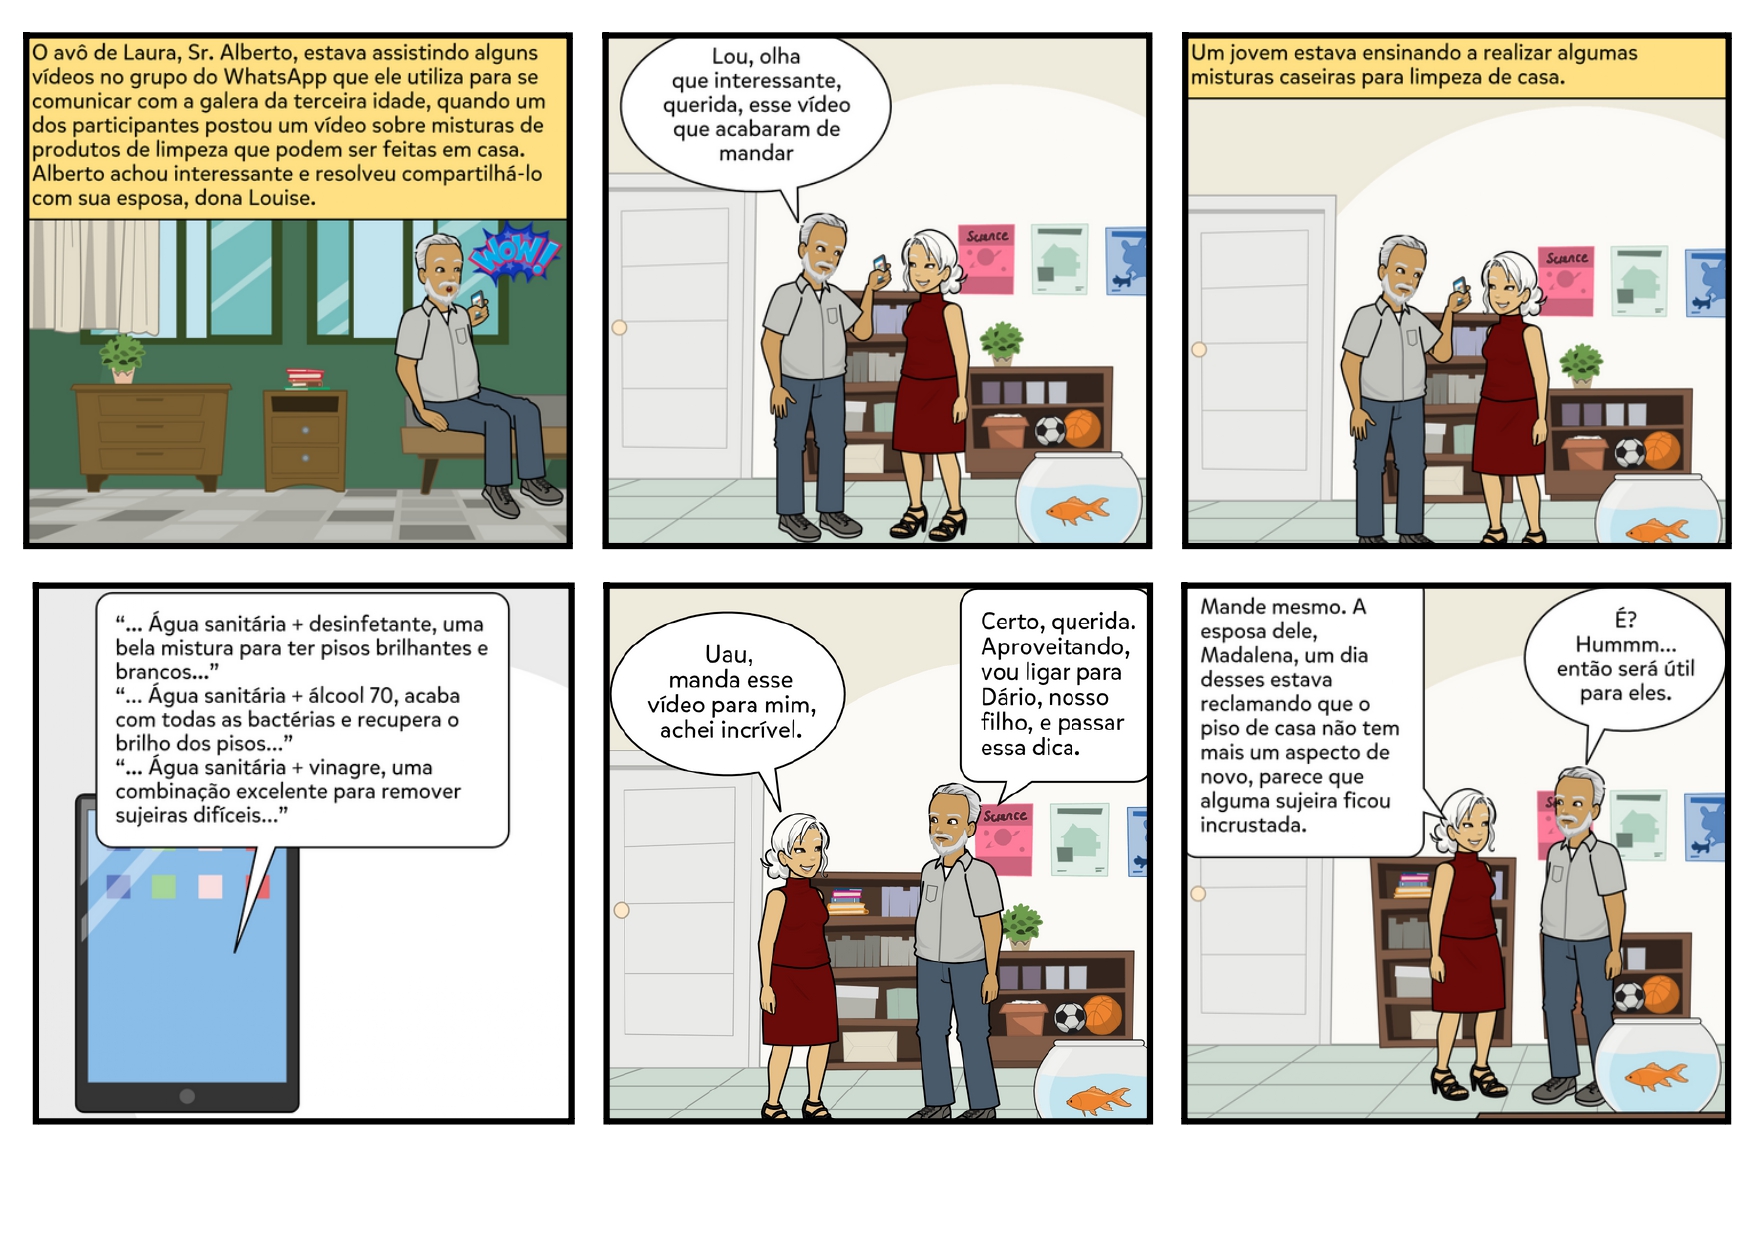 O avô de Laura, Sr. Alberto, estava assistindo alguns
vídeos no grupo do WhatsApp que ele utiliza para se
comunicar com a galera da terceira idade, quando um
dos participantes postou um vídeo sobre misturas de
produtos de limpeza que podem ser feitas em casa.
Alberto achou interessante e resolveu compartilhá-lo
com sua esposa, dona Louise.
WOW!
Lou, olha
que interessante,
querida, esse vídeo
que acabaram de
mandar
Science
Um jovem estava ensinando a realizar algumas
misturas caseiras para limpeza de casa.
Science
“... Água sanitária + desinfetante, uma
bela mistura para ter pisos brilhantes e
brancos...”
“... Água sanitária + álcool 70, acaba
com todas as bactérias e recupera o
brilho dos pisos...”
“... Água sanitária + vinagre, uma
combinação excelente para remover
sujeiras difíceis...”
Uau,
manda esse
vídeo para mim,
achei incrível.
Certo, querida.
Aproveitando,
vou ligar para
Dário, nosso
filho, e passar
essa dica.
Science
Mande mesmo. A
esposa dele,
Madalena, um dia
desses estava
reclamando que o
piso de casa não tem
mais um aspecto de
novo, parece que
alguma sujeira ficou
incrustada.
É?
Hummm...
então será útil
para eles.